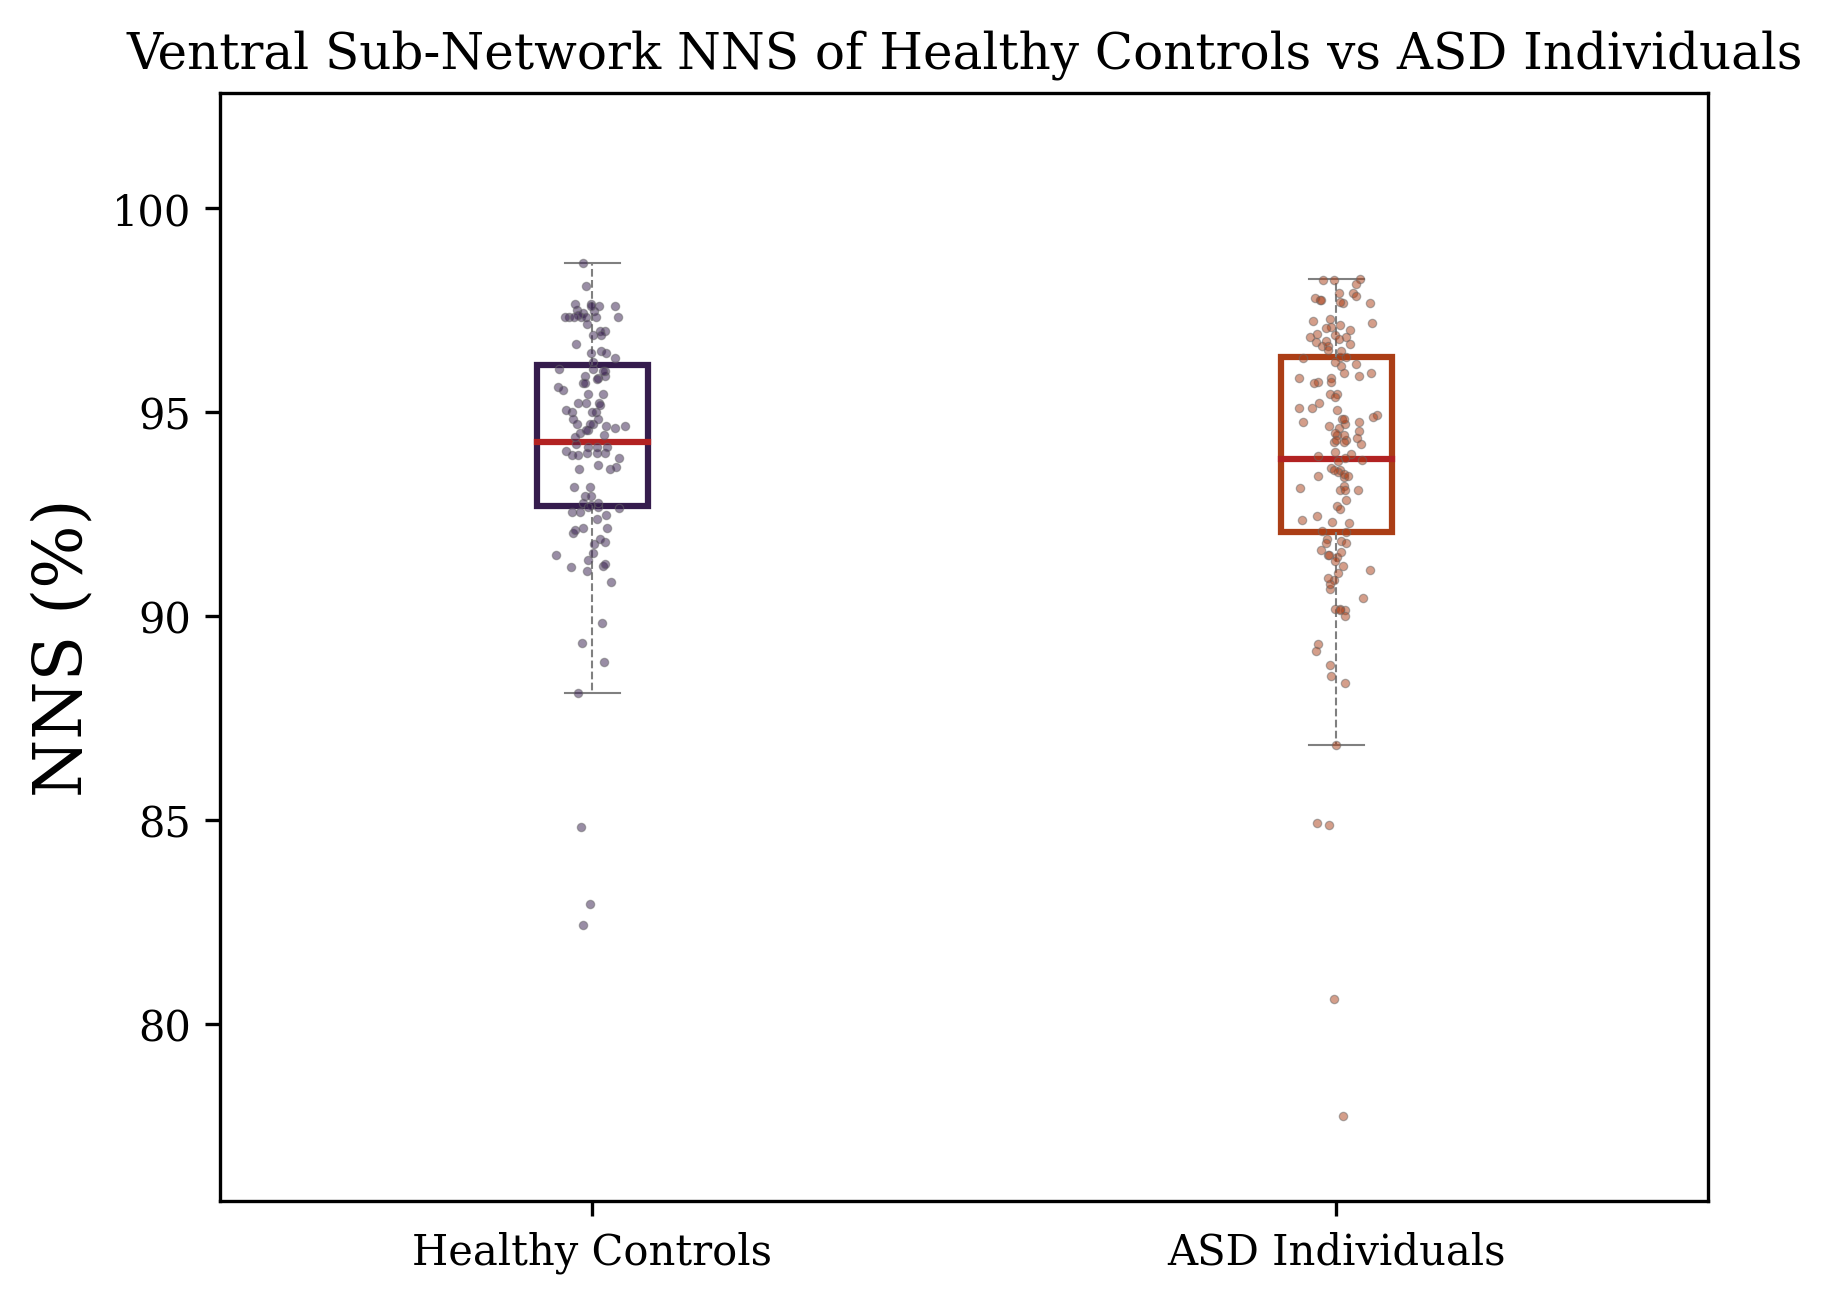 Ventral Sub-Network NNS of Healthy Controls vs ASD Individuals
NNS (%)
100
95
90
85
80
Healthy Controls
ASD Individuals